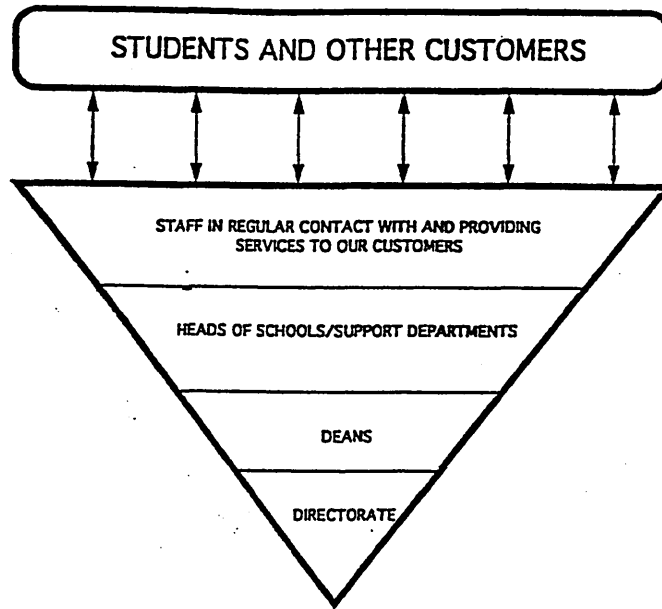 STUDENTS AND OTHER CUSTOMERS
STAFF IN REGULAR CONTACT WITH AND PROVIDING
SERVICES TO OUR CUSTOMERS
HEADS OF SCHOOLS/SUPPORT DEPARTMENTS
DEANS
DIRECTORATE